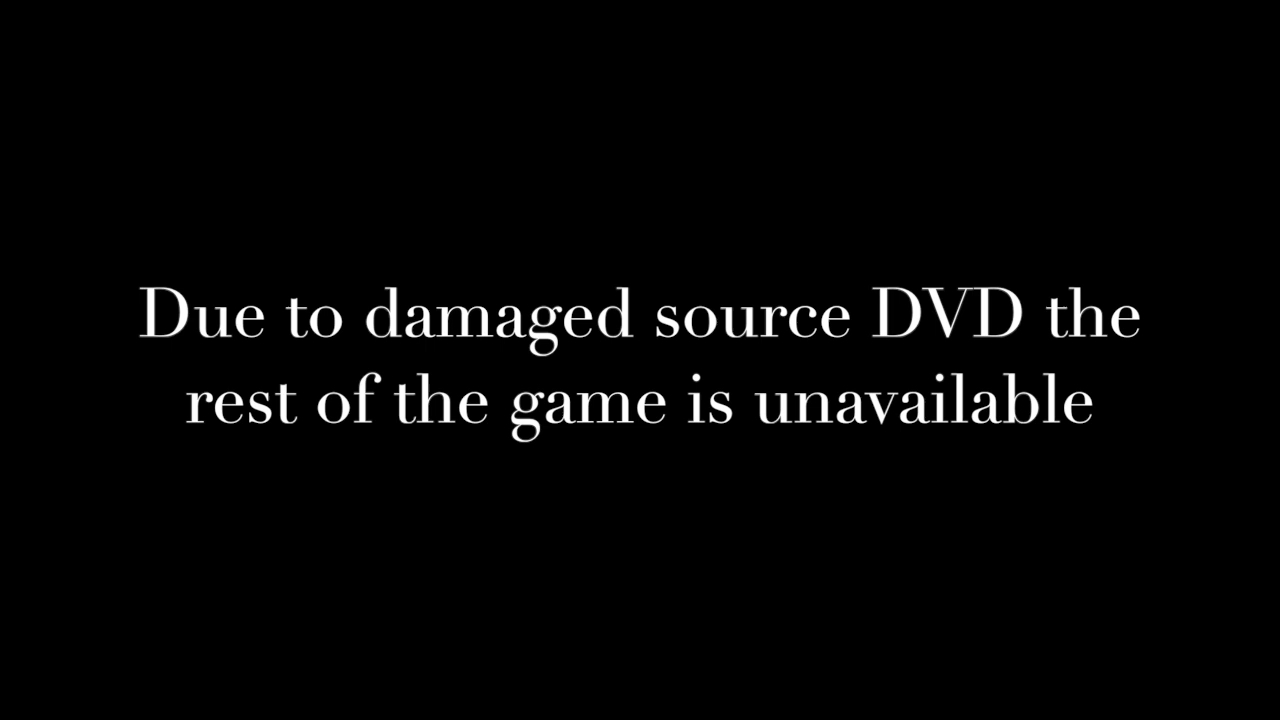 Due to damaged source DVD the
rest of the game is unavailable